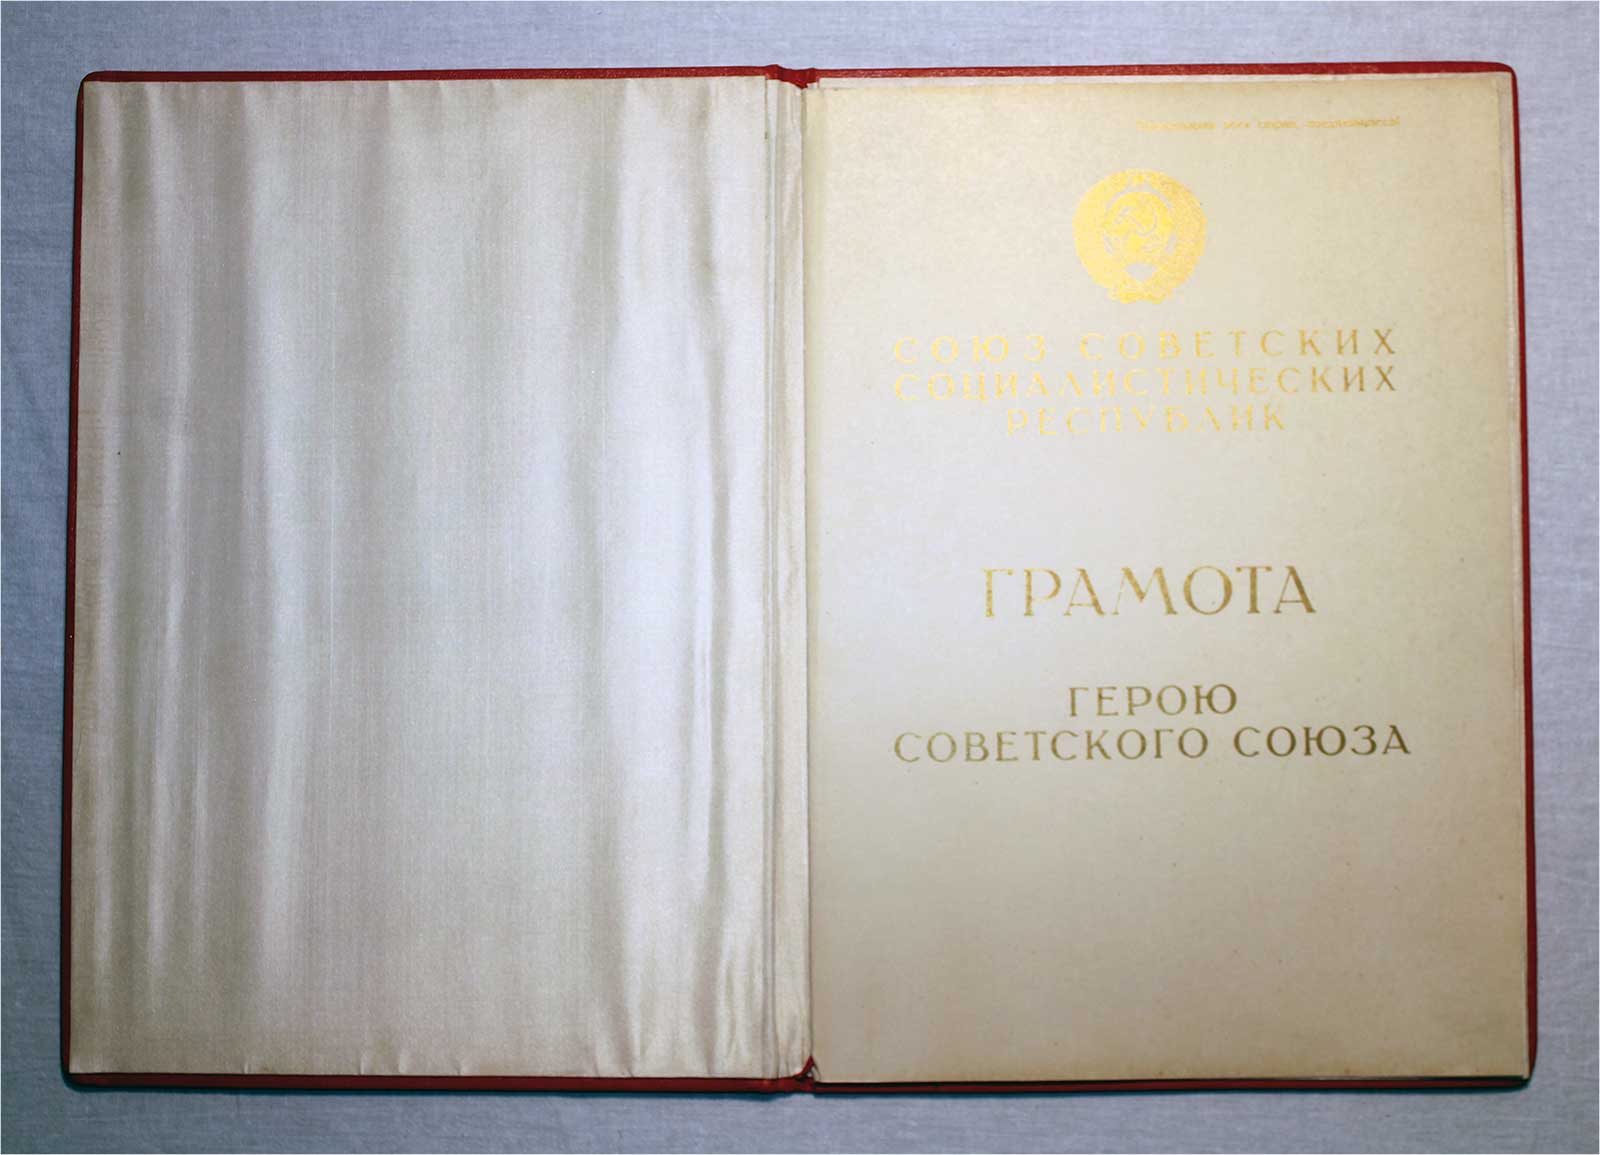 СОЮЗ СОВЕТСКИХ
СОЦИАЛИСТИЧЕСКИХ
РЕСПУБЛИК
ГРАМОТА
ГЕРОЮ
СОВЕТСКОГО СОЮЗА